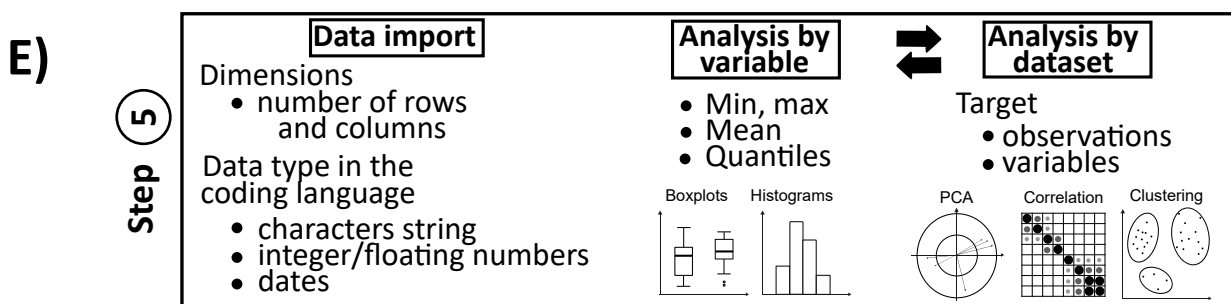 E)
Step 5
Data import
Dimensions
• number of rows
and columns
Data type in the
coding language
• characters string
• integer/floating numbers
• dates
Analysis by
variable
• Min, max
• Mean
• Quantiles
Boxplots
Histograms
Analysis by
dataset
Target
• observations
• variables
PCA
Correlation
Clustering